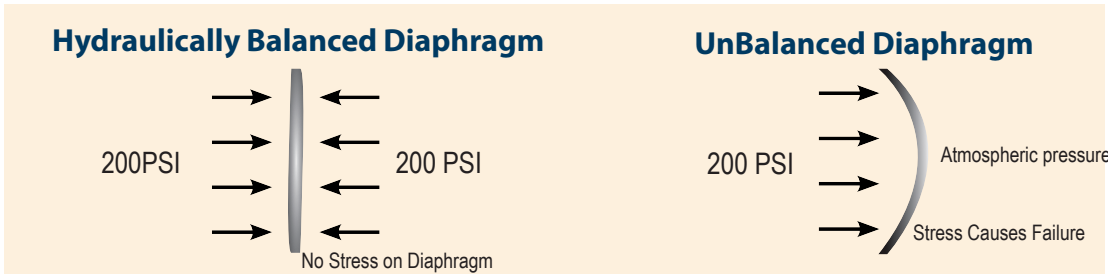 Hydraulically Balanced Diaphragm
200PSI
200 PSI
No Stress on Diaphragm
UnBalanced Diaphragm
200 PSI
Atmospheric pressure
Stress Causes Failure